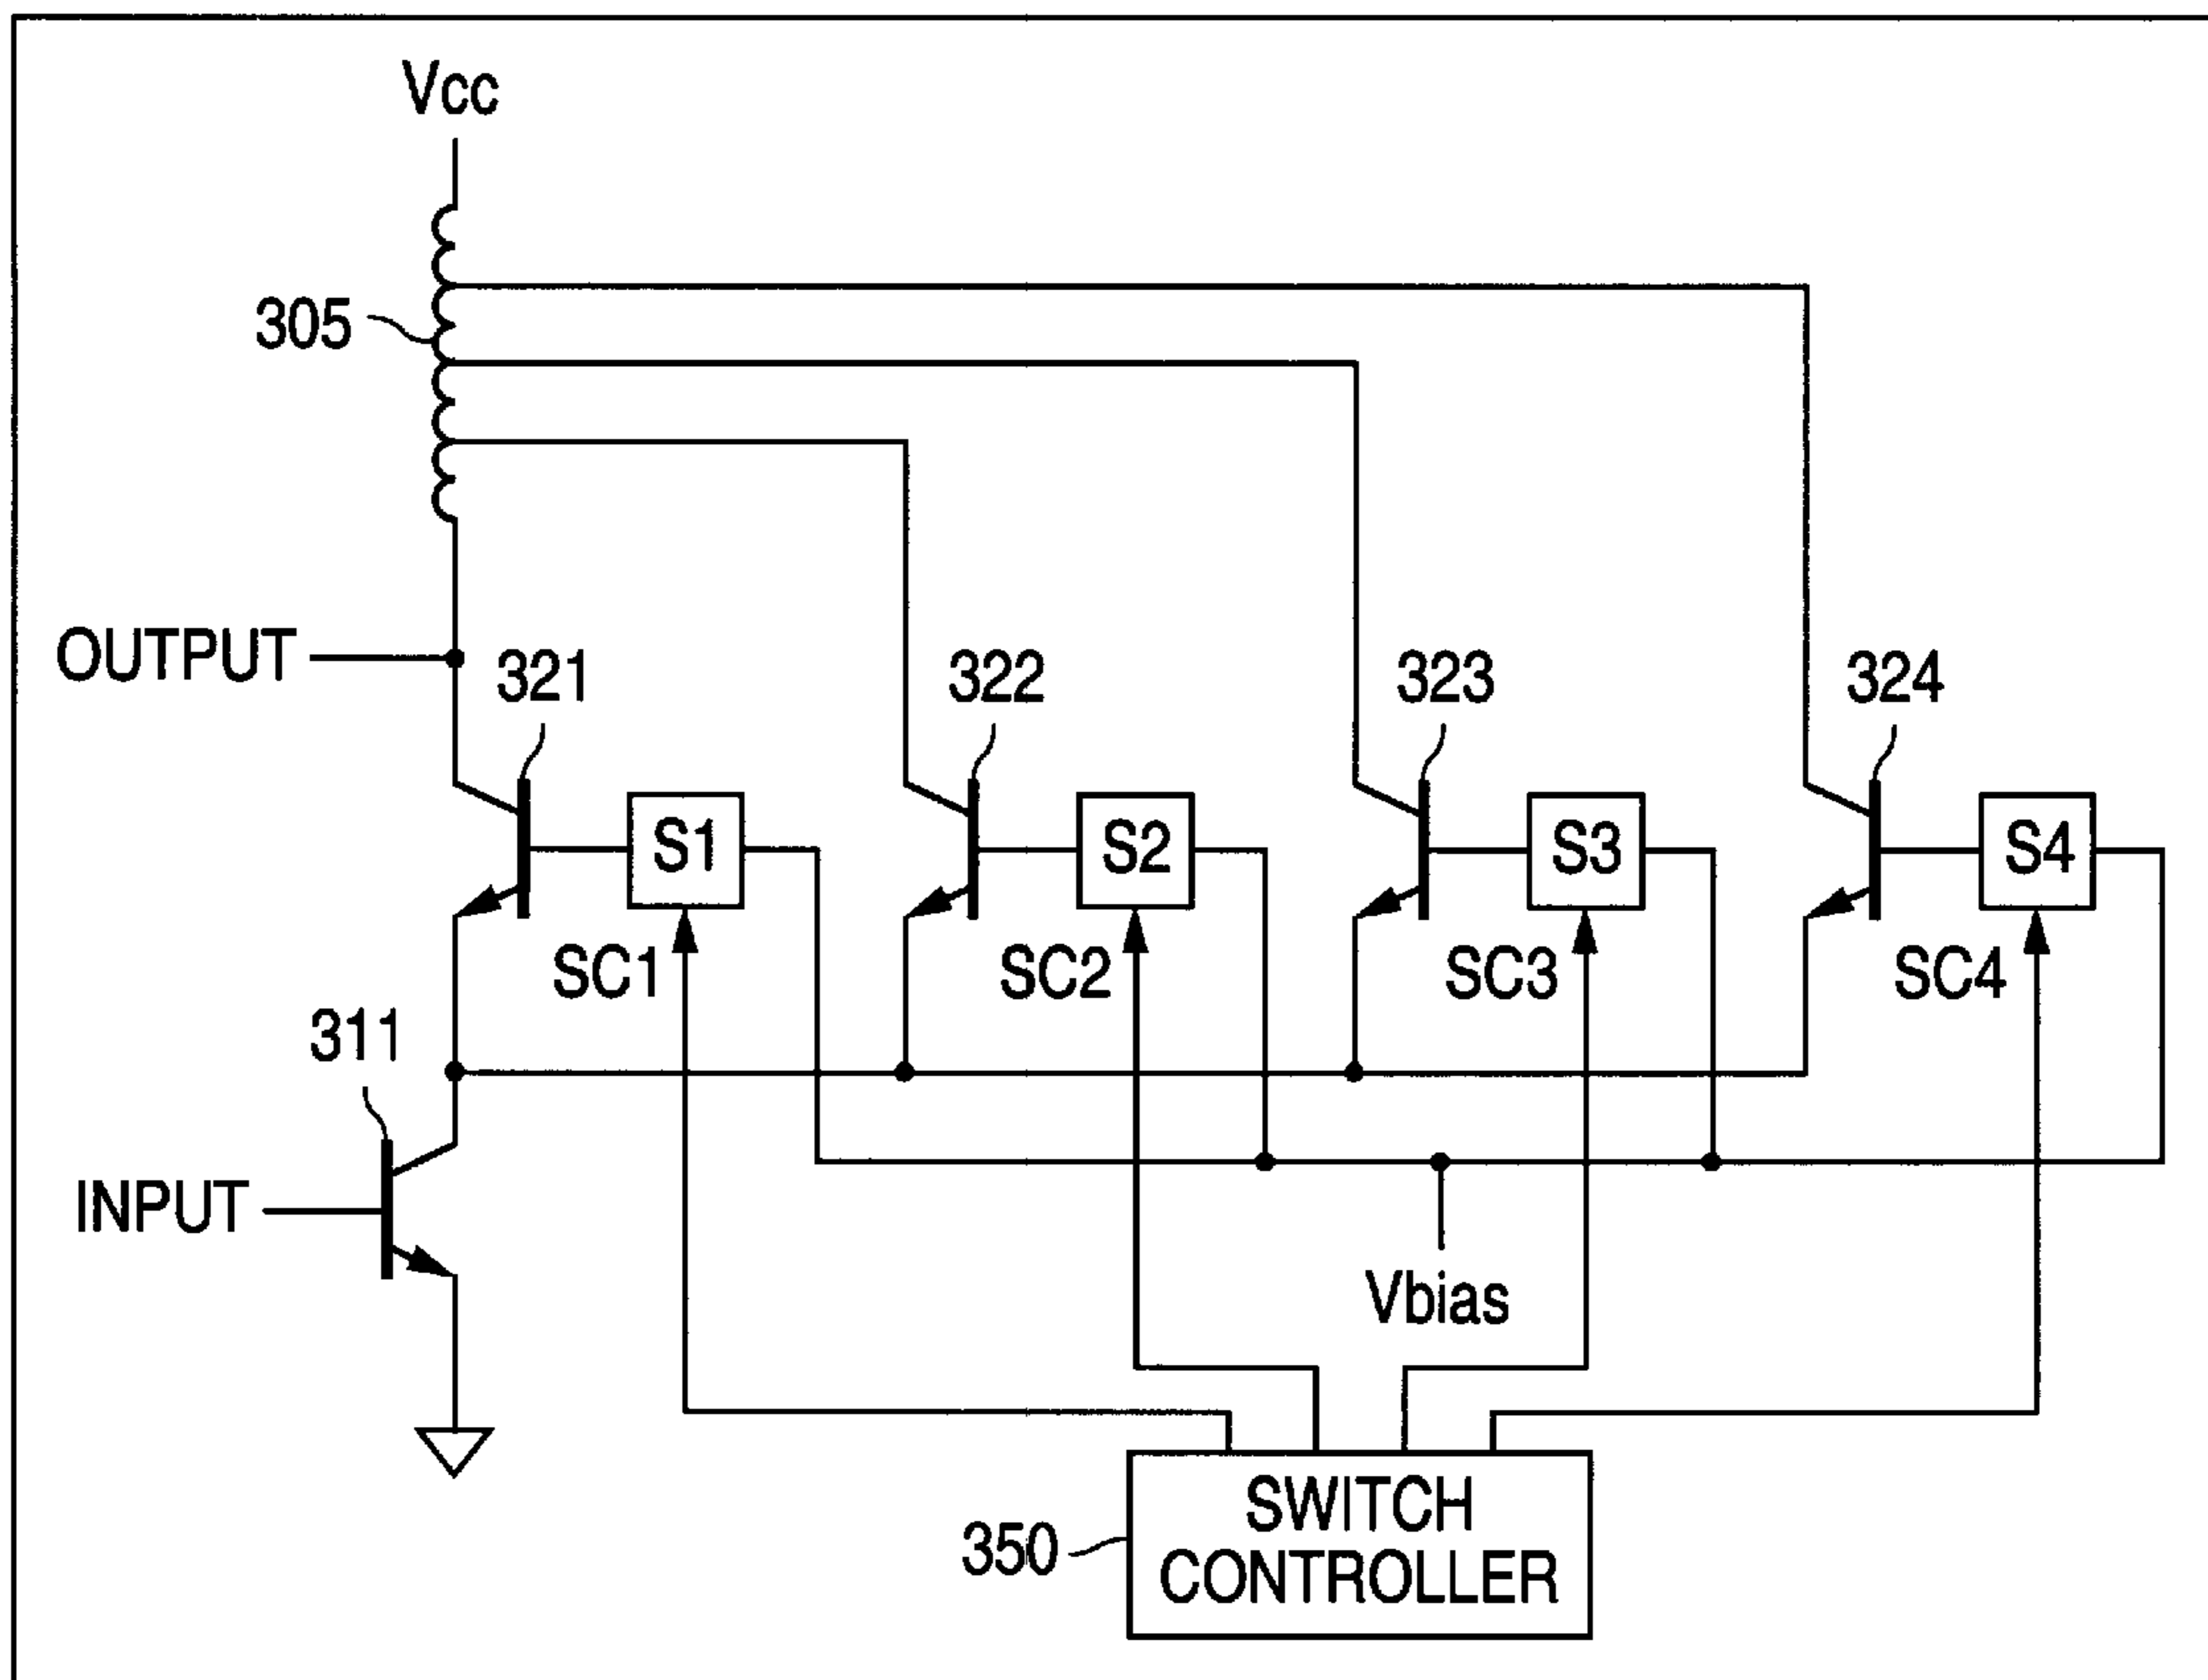 Vcc
305
OUTPUT
321
322
323
324
S1
S2
S3
S4
SC1
SC2
SC3
SC4
311
INPUT
Vbias
350
SWITCH
CONTROLLER